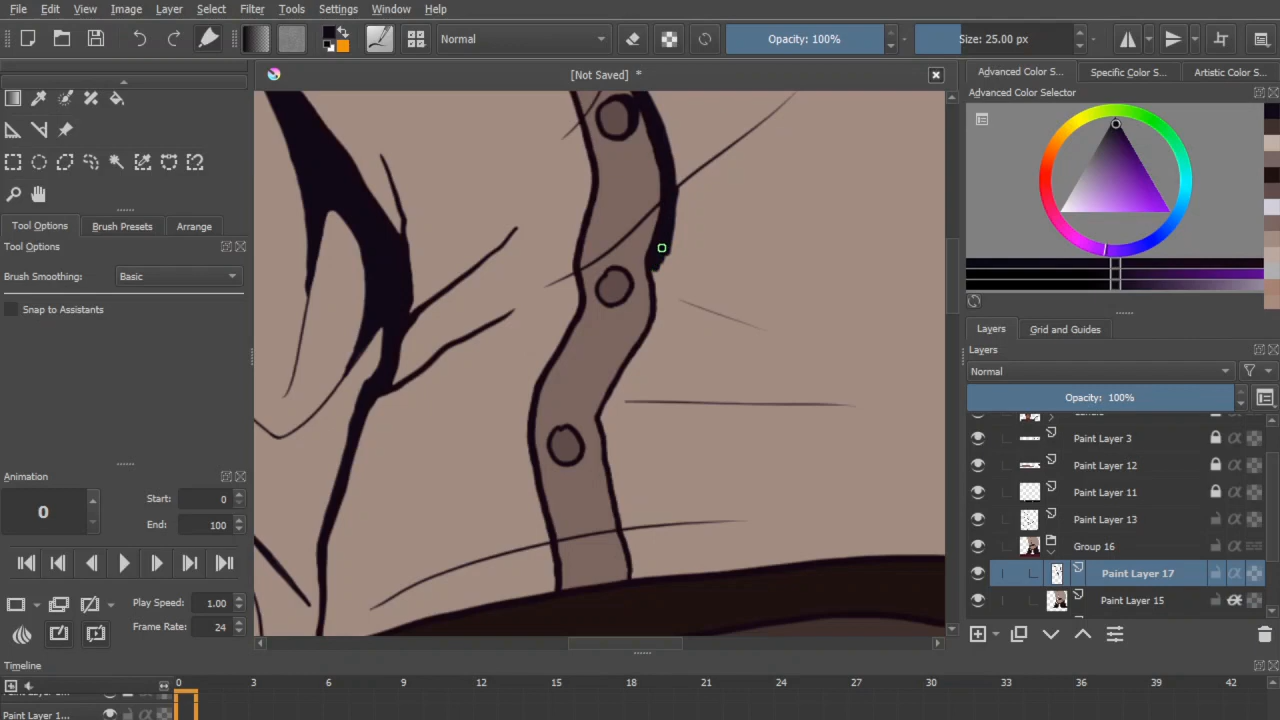 File Edit View Image Layer Select Filter Tools Settings Window Help
Normal
Opacity: 100%
Size: 25.00 px
[Not Saved] *
Advanced Color S...
Specific Color S...
Artistic Color S...
Advanced Color Selector
Tool Options
Brush Presets
Arrange
Tool Options
Brush Smoothing:
Basic
Snap to Assistants
Layers
Grid and Guides
Layers
Normal
Opacity: 100%
Paint Layer 3
Paint Layer 12
Paint Layer 11
Paint Layer 13
Group 16
Paint Layer 17
Paint Layer 15
Animation
0
Start:
0
End:
100
Play Speed:
1.00
Frame Rate:
24
Timeline
0 3 6 9 12 15 18 21 24 27 30 33 36 39 42
Paint Layer 1...